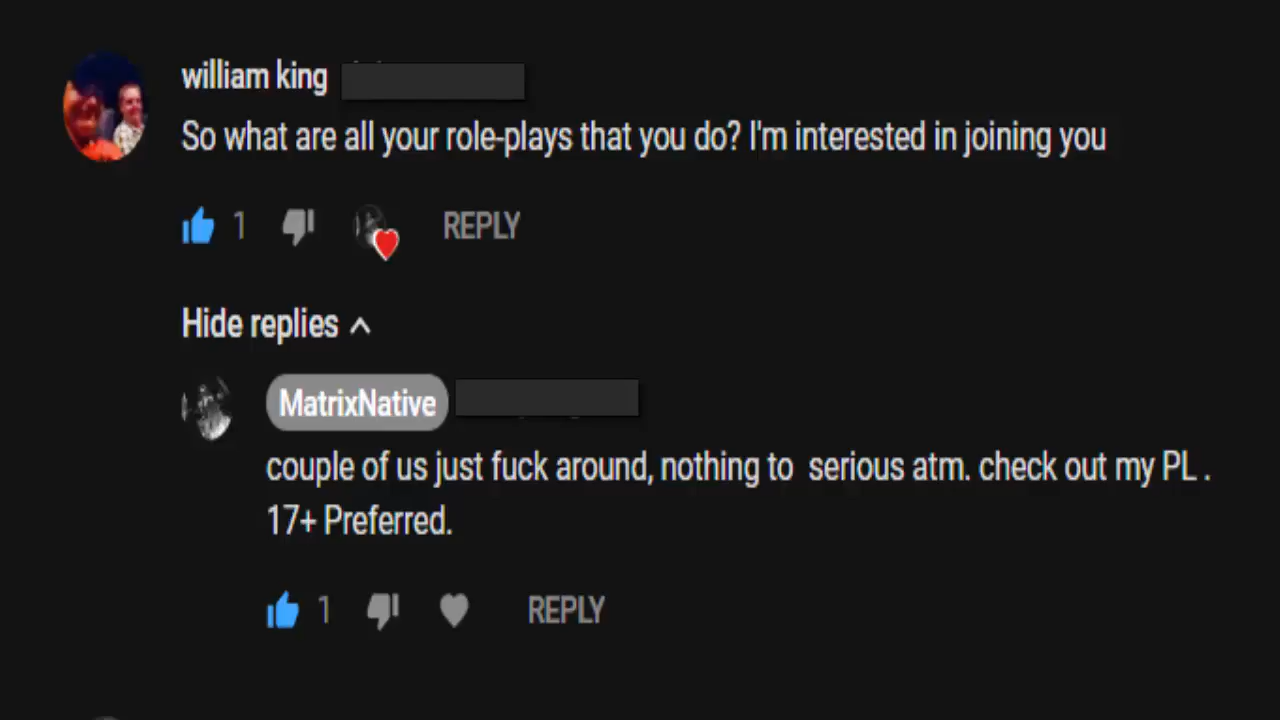 william king
So what are all your role-plays that you do? I'm interested in joining you
1 REPLY
Hide replies
MatrixNative
couple of us just fuck around, nothing to serious atm. check out my PL .
17+ Preferred.
1 REPLY